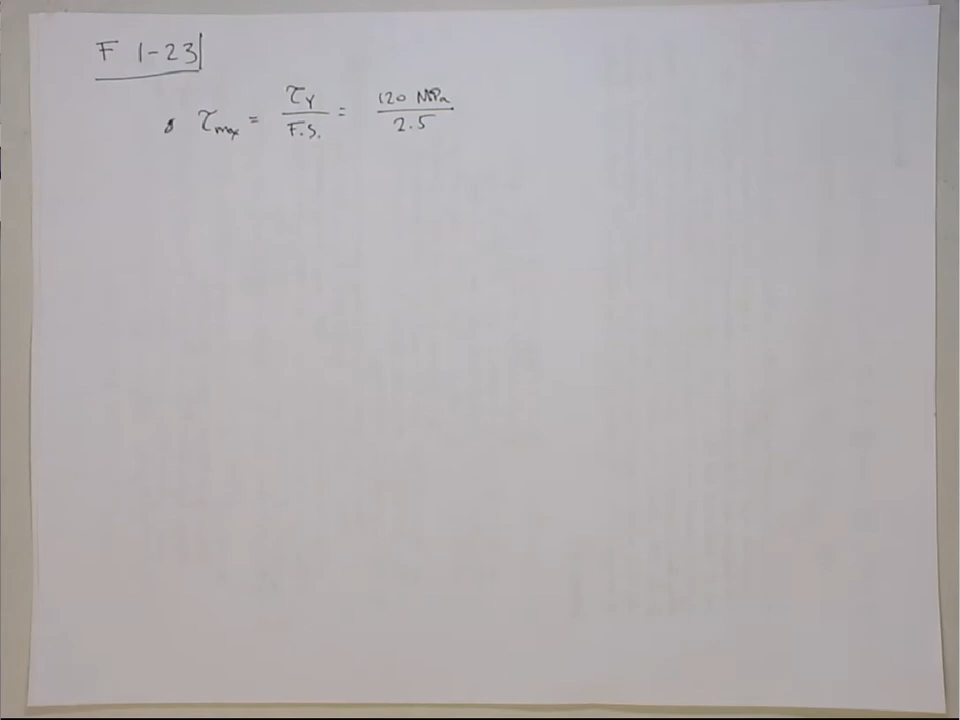 F 1-23
τmax = τY / F.S. = 120 MPa / 2.5